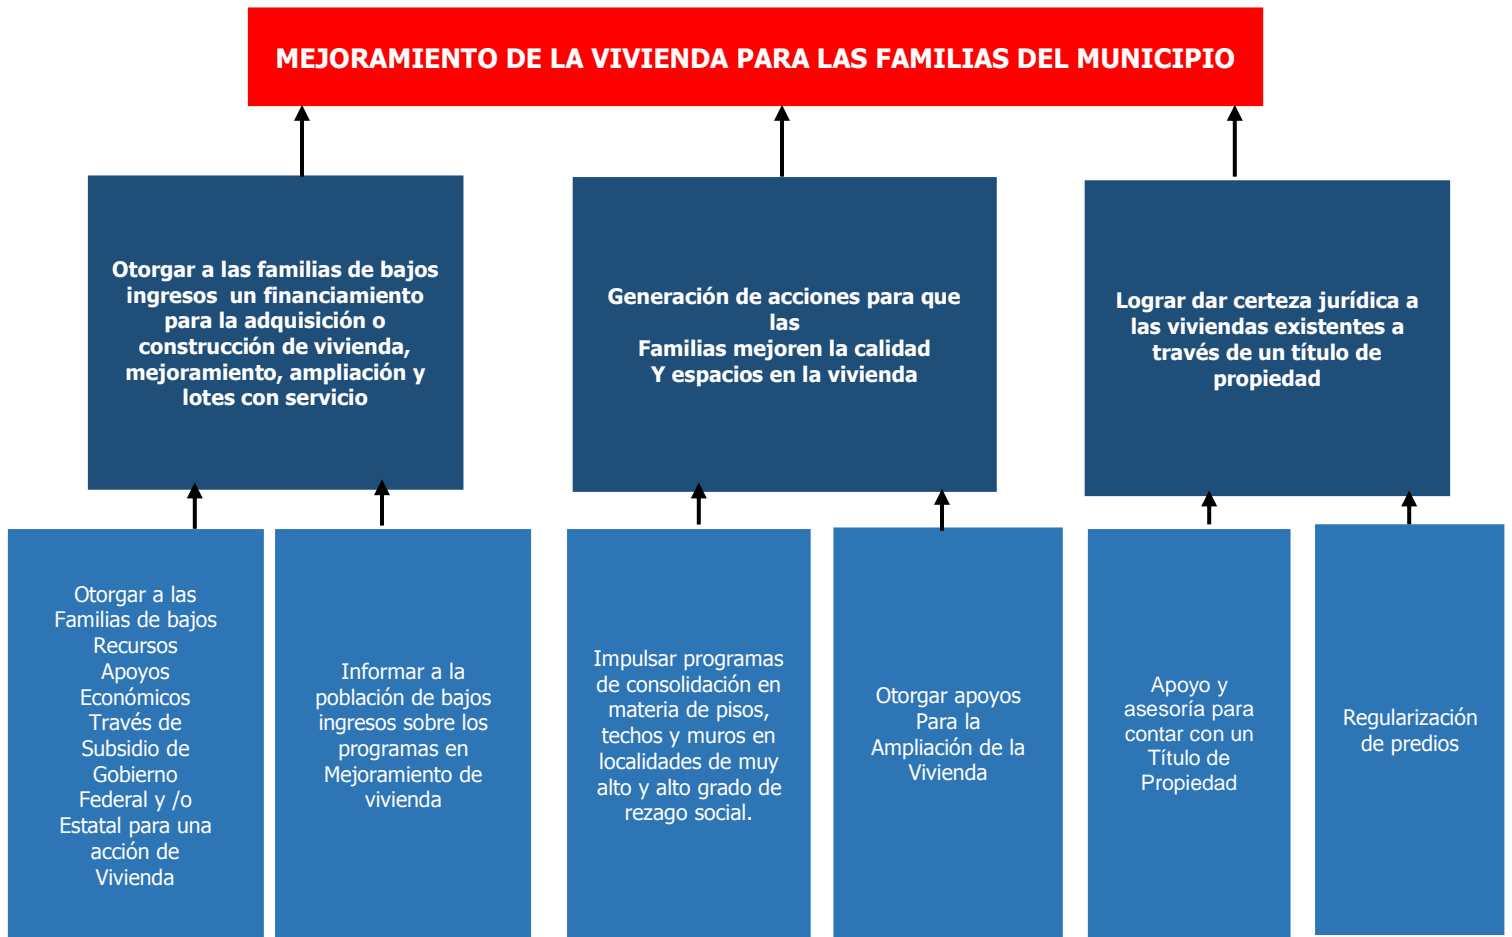 MEJORAMIENTO DE LA VIVIENDA PARA LAS FAMILIAS DEL MUNICIPIO
Otorgar a las familias de bajos
ingresos un financiamiento
para la adquisición o
construcción de vivienda,
mejoramiento, ampliación y
lotes con servicio
Generación de acciones para que
las
Familias mejoren la calidad
Y espacios en la vivienda
Lograr dar certeza jurídica a
las viviendas existentes a
través de un título de
propiedad
Otorgar a las
Familias de bajos
Recursos
Apoyos
Económicos
Través de
Subsidio de
Gobierno
Federal y /o
Estatal para una
acción de
Vivienda
Informar a la
población de bajos
ingresos sobre los
programas en
Mejoramiento de
vivienda
Impulsar programas
de consolidación en
materia de pisos,
techos y muros en
localidades de muy
alto y alto grado de
rezago social.
Otorgar apoyos
Para la
Ampliación de la
Vivienda
Apoyo y
asesoría para
contar con un
Título de
Propiedad
Regularización
de predios